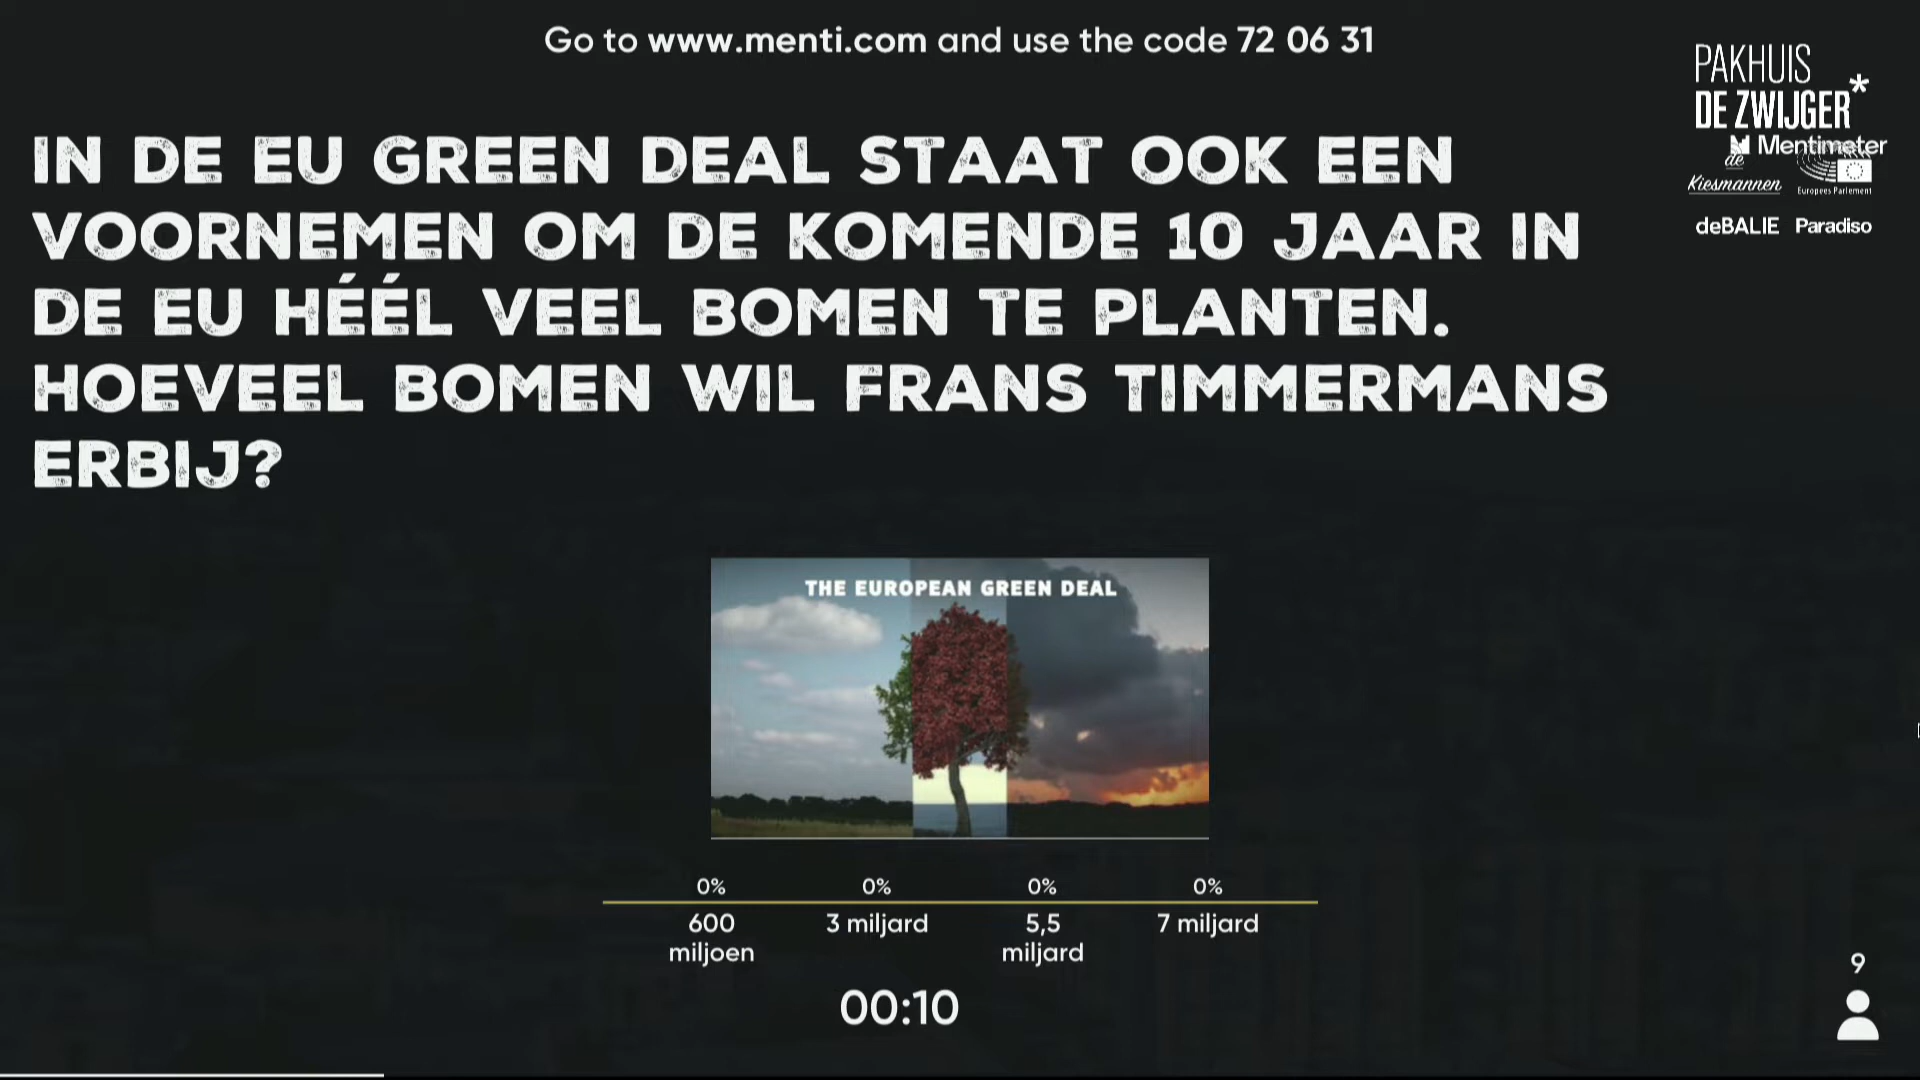 Go to www.menti.com and use the code 72 06 31
PAKHUIS
DE ZWIJGER*
Mentimeter
de
Kiesmannen
Europees Parlement
deBALIE Paradiso
IN DE EU GREEN DEAL STAAT OOK EEN
VOORNEMEN OM DE KOMENDE 10 JAAR IN
DE EU HÉÉL VEEL BOMEN TE PLANTEN.
HOEVEEL BOMEN WIL FRANS TIMMERMANS
ERBIJ?
THE EUROPEAN GREEN DEAL
0% 0% 0% 0%
600 3 miljard 5,5 7 miljard
miljoen miljard
00:10
9